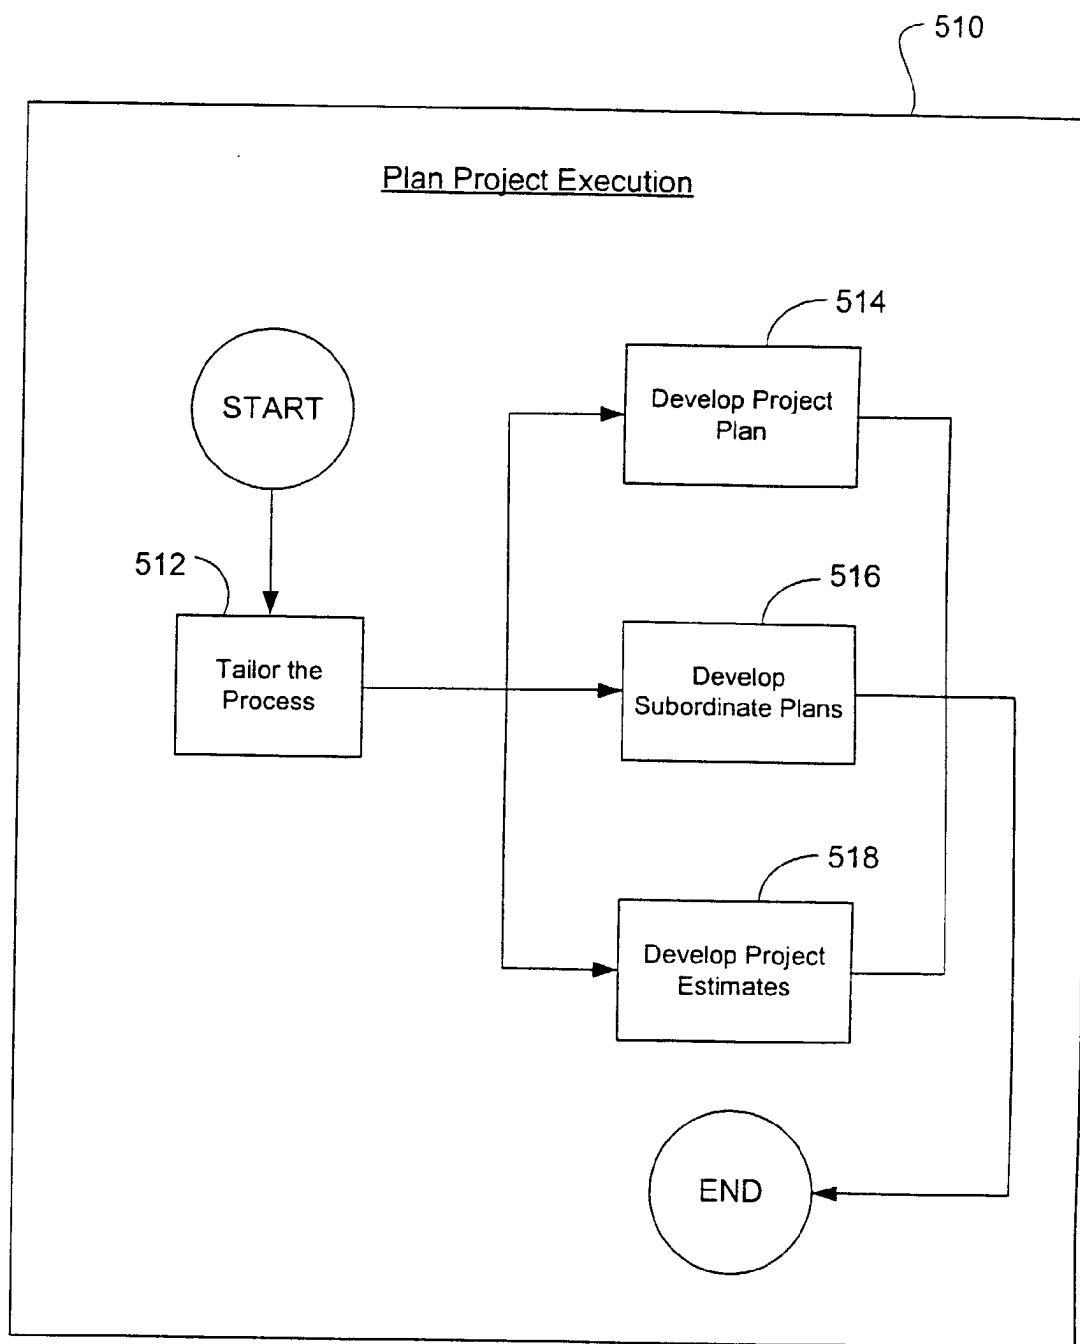 510
Plan Project Execution
514
START
Develop Project
Plan
512
516
Tailor the
Process
Develop
Subordinate Plans
518
Develop Project
Estimates
END